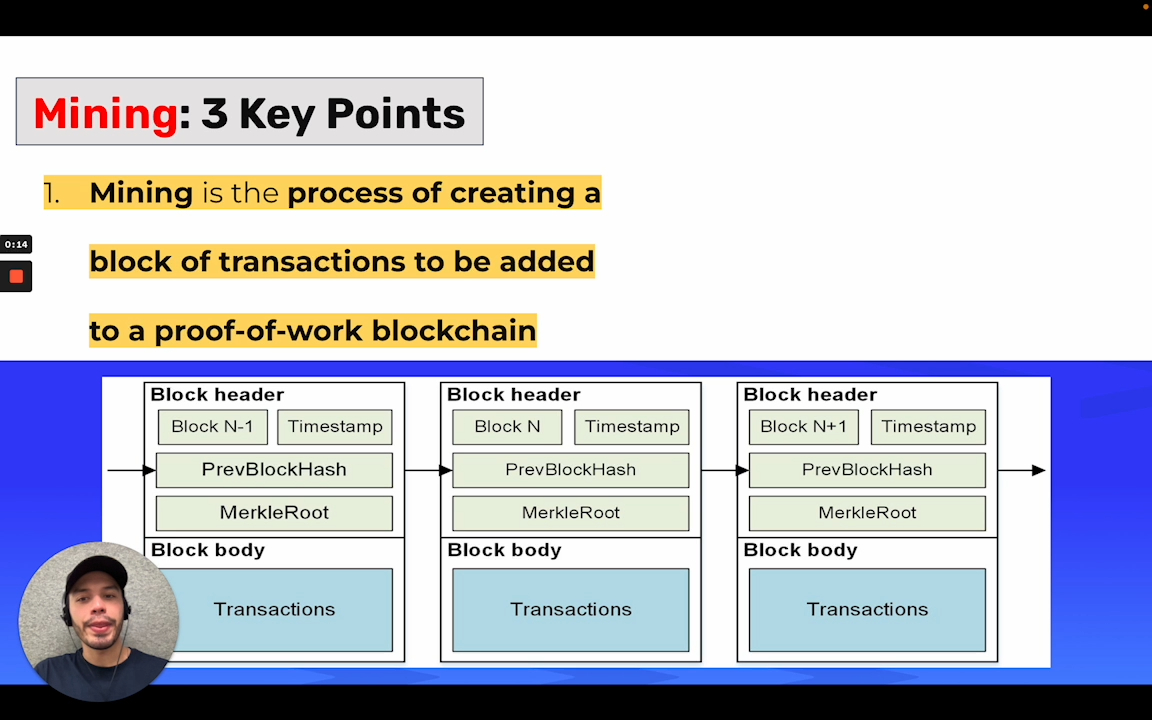 Mining: 3 Key Points
1. Mining is the process of creating a
block of transactions to be added
0:14
to a proof-of-work blockchain
Block header
Block N-1
Timestamp
PrevBlockHash
MerkleRoot
Block body
Transactions
Block header
Block N
Timestamp
PrevBlockHash
MerkleRoot
Block body
Transactions
Block header
Block N+1
Timestamp
PrevBlockHash
MerkleRoot
Block body
Transactions